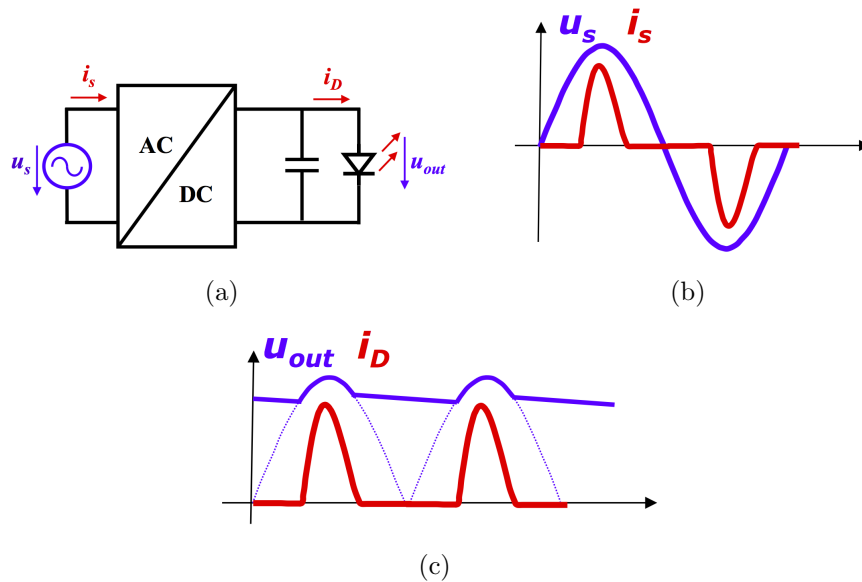 i_s
i_D
AC
DC
u_s
u_out
(a)
u_s i_s
(b)
u_out i_D
(c)